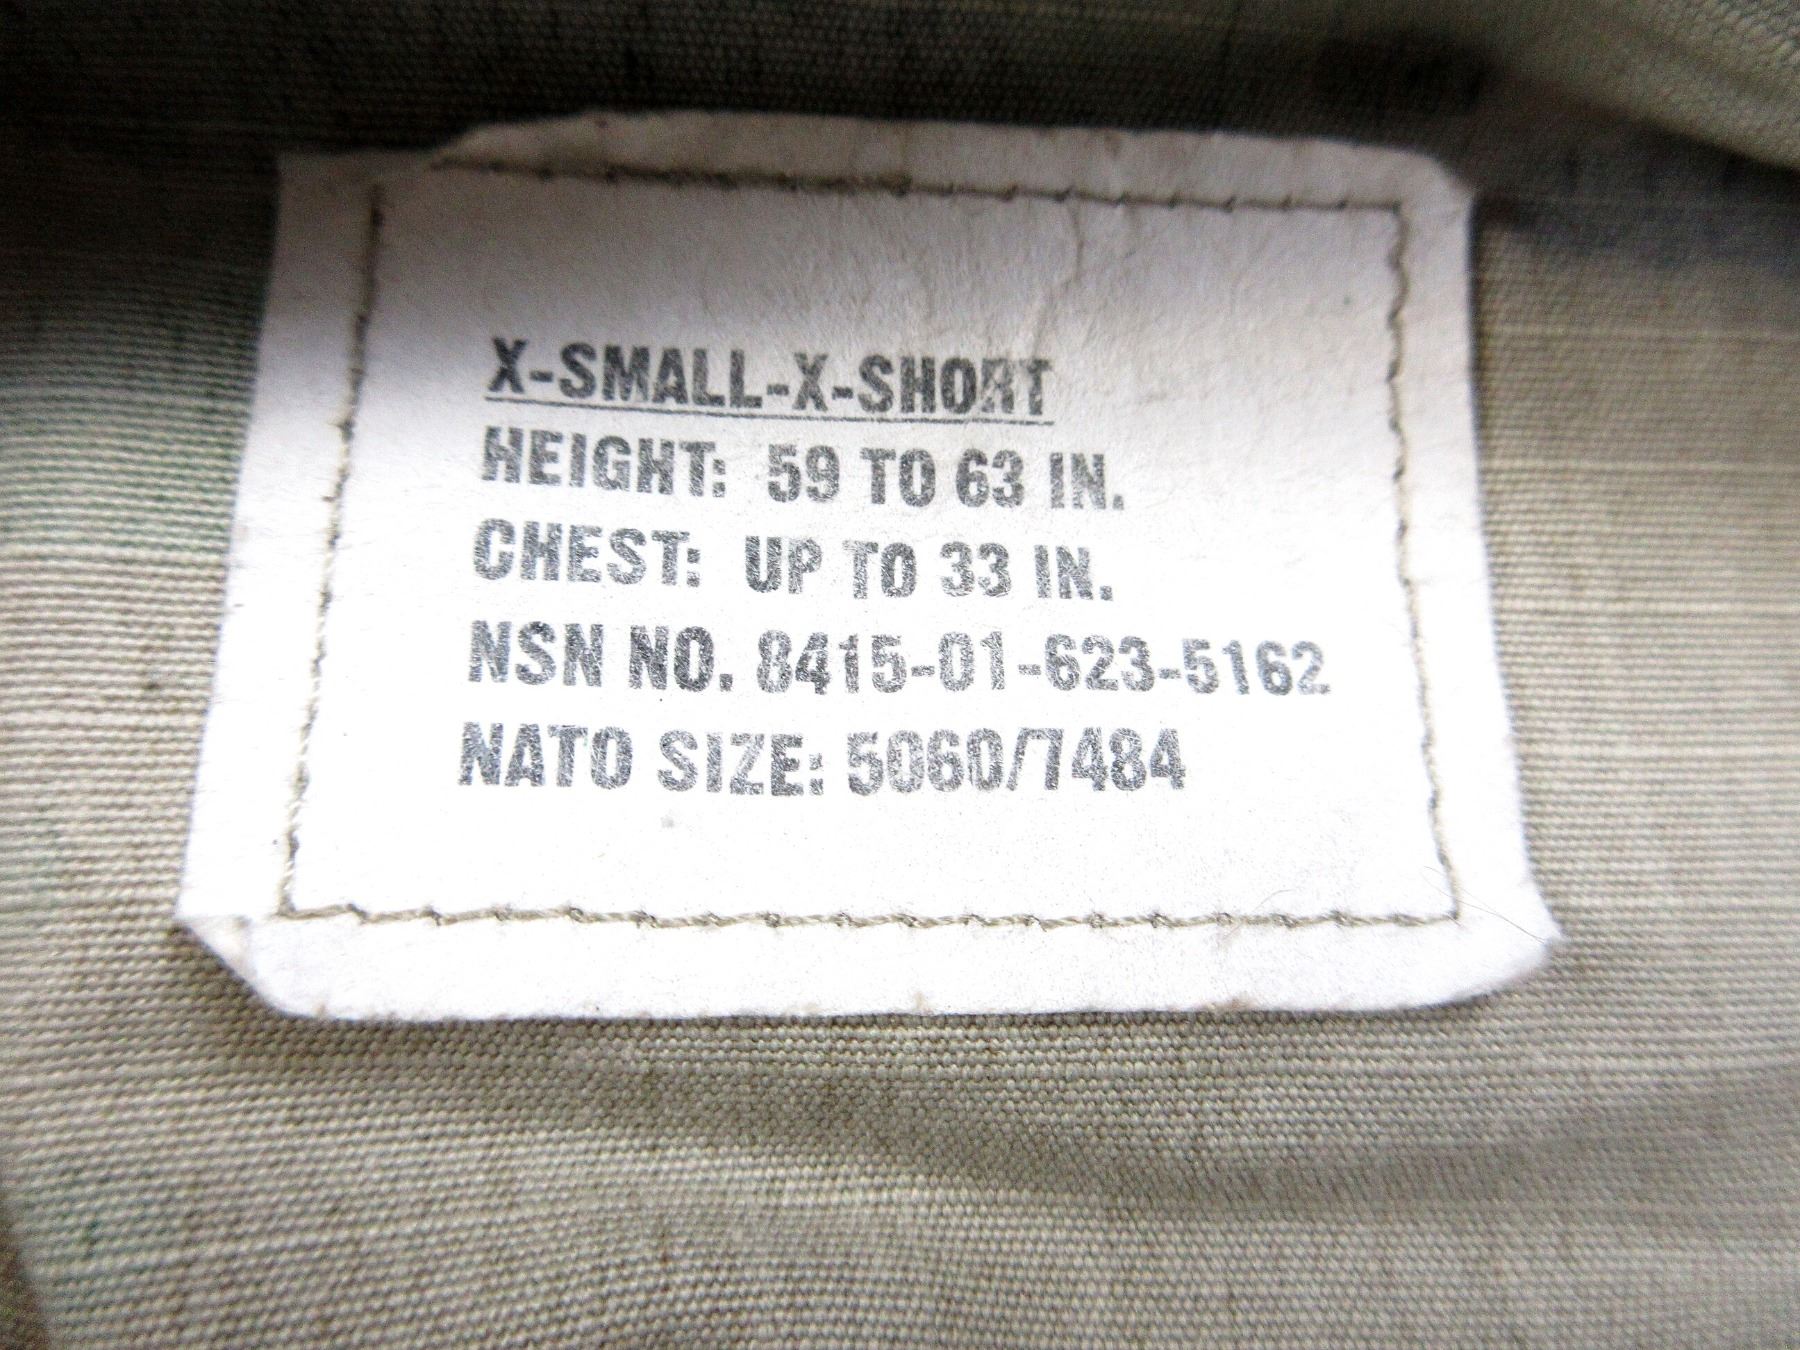 X-SMALL-X-SHORT
HEIGHT: 59 TO 63 IN.
CHEST: UP TO 33 IN.
NSN NO. 8415-01-623-5162
NATO SIZE: 5060/7484